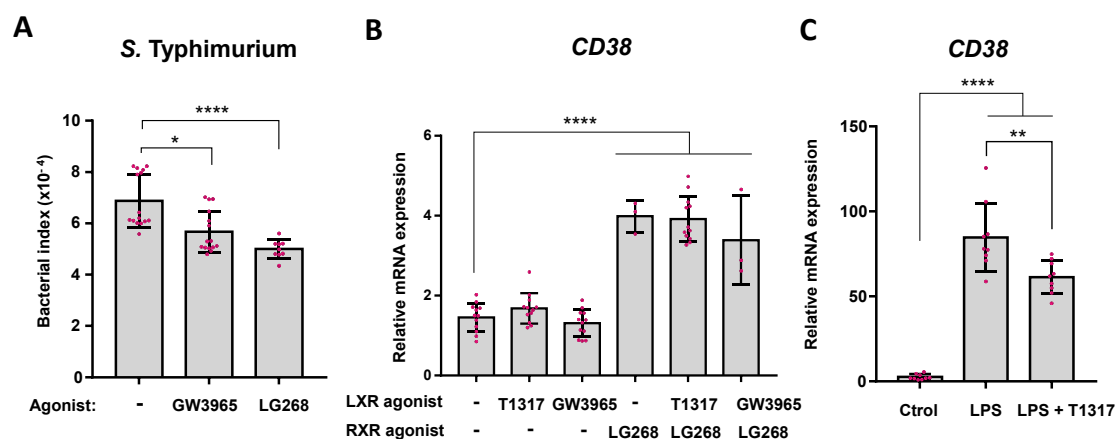 A
S. Typhimurium
Bacterial index (x10⁻⁴)
10
8
6
4
2
0
****
*
Agonist: - GW3965 LG268
B
CD38
Relative mRNA expression
6
4
2
0
****
LXR agonist - T1317 GW3965 - T1317 GW3965
RXR agonist - - - LG268 LG268 LG268
C
CD38
Relative mRNA expression
150
100
50
0
****
**
Ctrol LPS LPS + T1317